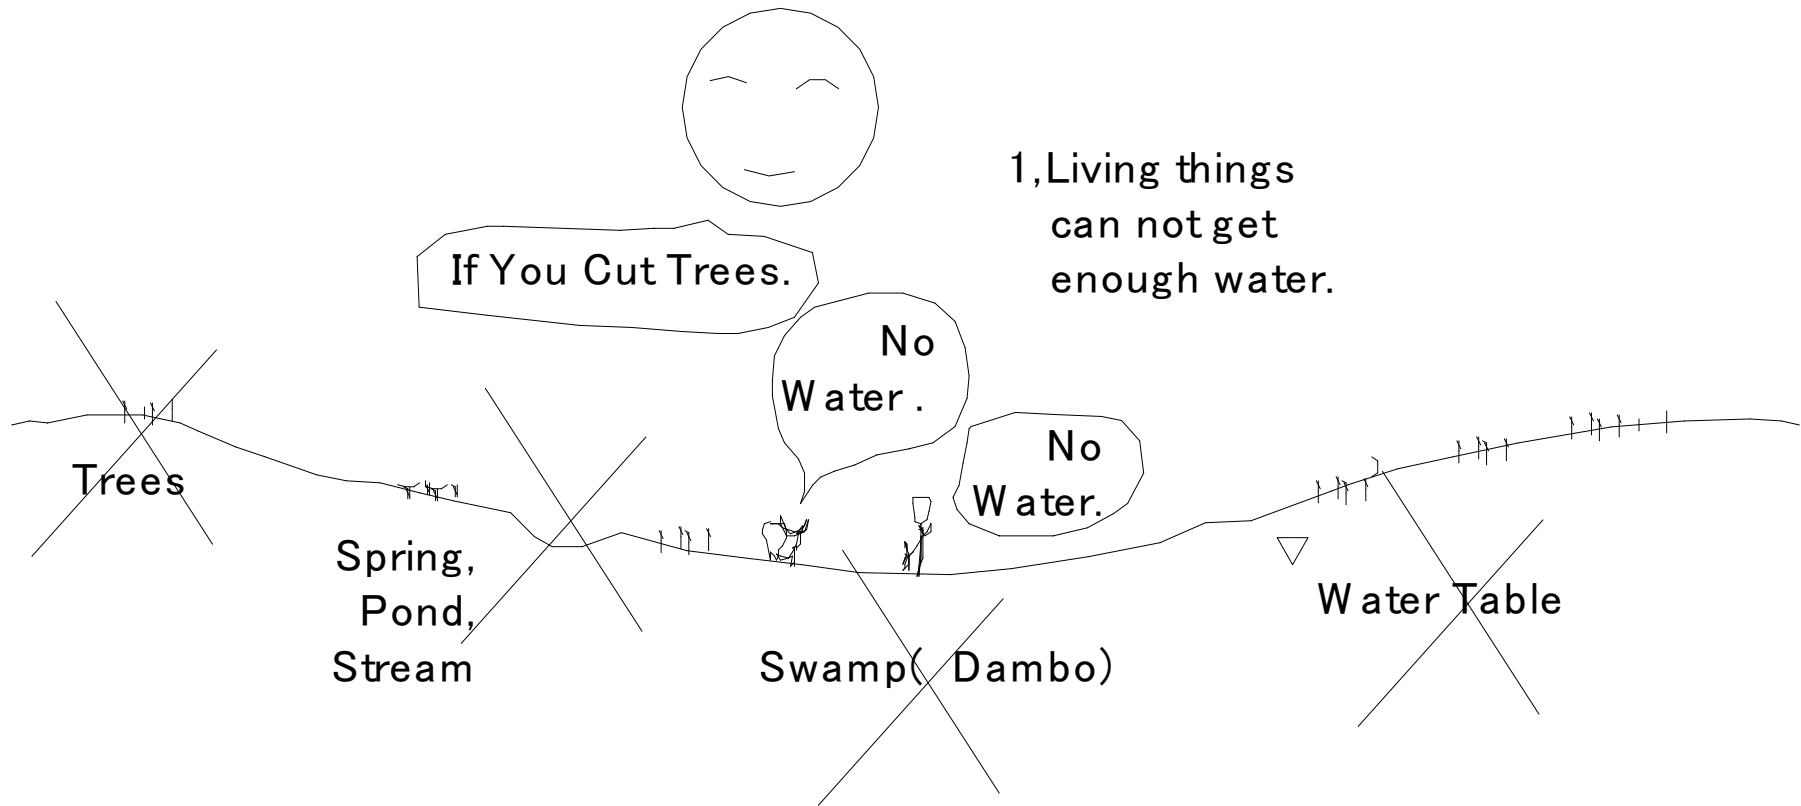 1,Living things
can not get
enough water.
If You Cut Trees.
No
Water.
No
Water.
Trees
Spring,
Pond,
Stream
Swamp( Dambo)
Water Table